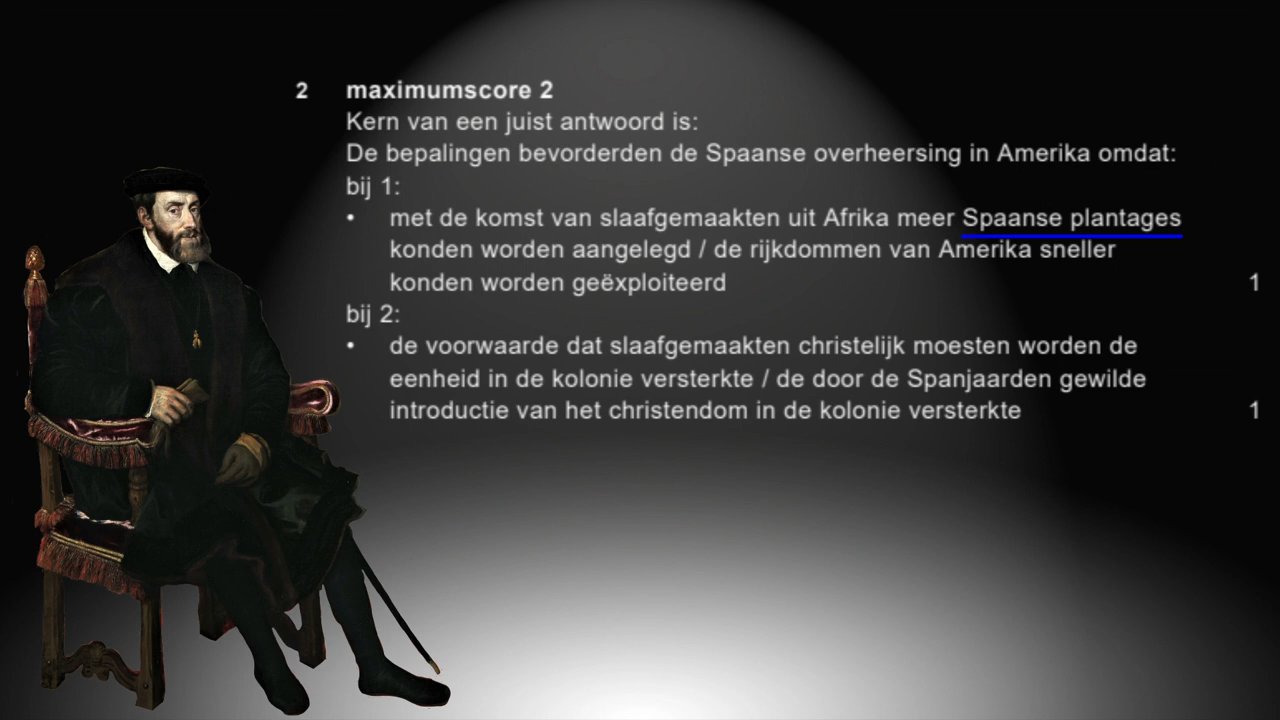 2 maximumscore 2
Kern van een juist antwoord is:
De bepalingen bevorderden de Spaanse overheersing in Amerika omdat:
bij 1:
• met de komst van slaafgemaakten uit Afrika meer Spaanse plantages
konden worden aangelegd / de rijkdommen van Amerika sneller
konden worden geëxploiteerd 1
bij 2:
• de voorwaarde dat slaafgemaakten christelijk moesten worden de
eenheid in de kolonie versterkte / de door de Spanjaarden gewilde
introductie van het christendom in de kolonie versterkte 1